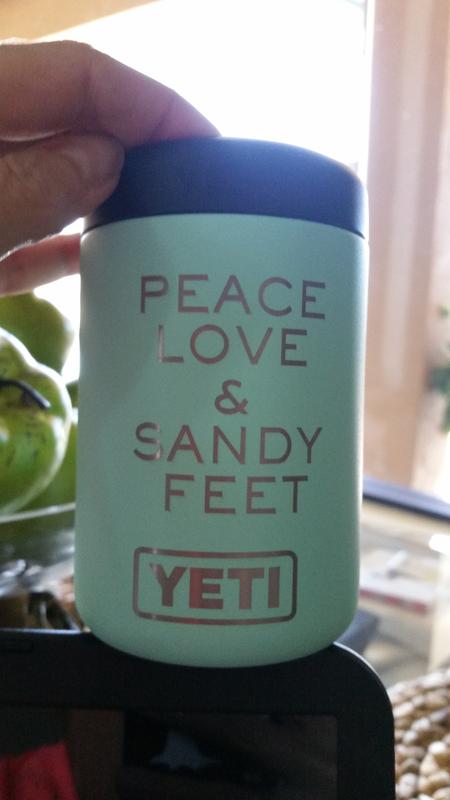 PEACE
LOVE
&
SANDY
FEET
YETI